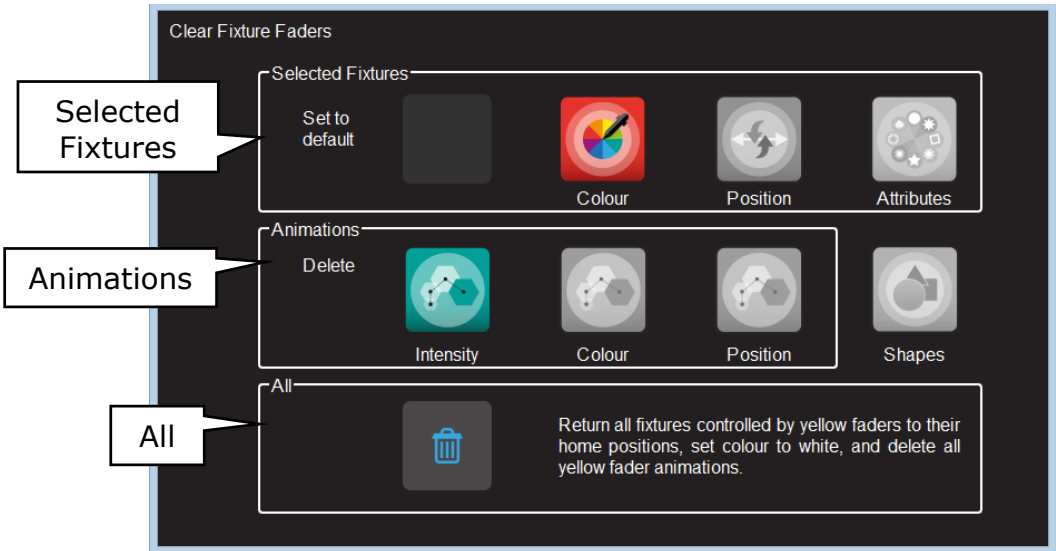 Clear Fixture Faders
Selected Fixtures
Selected
Fixtures
Set to
default
Colour
Position
Attributes
Animations
Animations
Delete
Intensity
Colour
Position
Shapes
All
All
Return all fixtures controlled by yellow faders to their
home positions, set colour to white, and delete all
yellow fader animations.